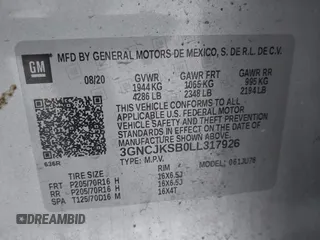 GM
MFD BY GENERAL MOTORS DE MEXICO, S. DE R.L. DE C.V.
08/20 GVWR GAWR FRT GAWR RR
1944 KG 1065 KG 995 KG
4286 LB 2348 LB 2194 LB
THIS VEHICLE CONFORMS TO ALL APPLICABLE U.S. FEDERAL MOTOR
VEHICLE SAFETY AND THEFT PREVENTION STANDARDS IN EFFECT ON THE
DATE OF MANUFACTURE SHOWN ABOVE.
3GNCJKSB0LL317926
TYPE: M.P.V. MODEL:
TIRE SIZE RIM
FRT P205/70R16 H 16X6.5J
RR P205/70R16 H 16X6.5J
SPA T125/70D16 M 16X4T
© DRIVEBIDRIVE